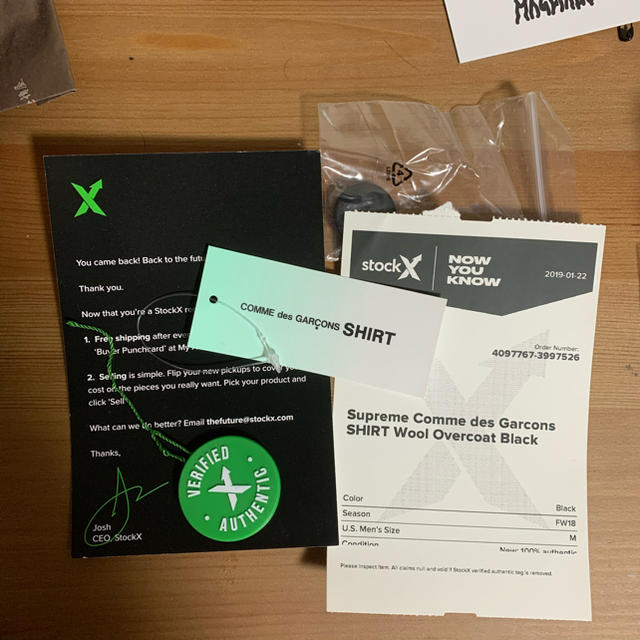 You came back! Back to the futu
Thank you.
Now that you're a StockX
1. Free shipping after
'Buyer Punchcard' at My
2. Selling is simple. Flip your new pickups to cover
cost on the pieces you really want. Pick your product and
click 'Sell
What can we do better? Email thefuture@stockx.com
Thanks,
Josh
CEO, StockX
VERIFIED
AUTHENTIC
COMME des GARÇONS SHIRT
4
stockX
NOW
YOU
KNOW
2019-01-22
Order Number:
4097767-3997526
Supreme Comme des Garcons
SHIRT Wool Overcoat Black
Color Black
Season FW18
U.S. Men's Size M
Condition New: 100% authentic
Please Inspect Item. All claims null and void if StockX verified authentic tag is removed.